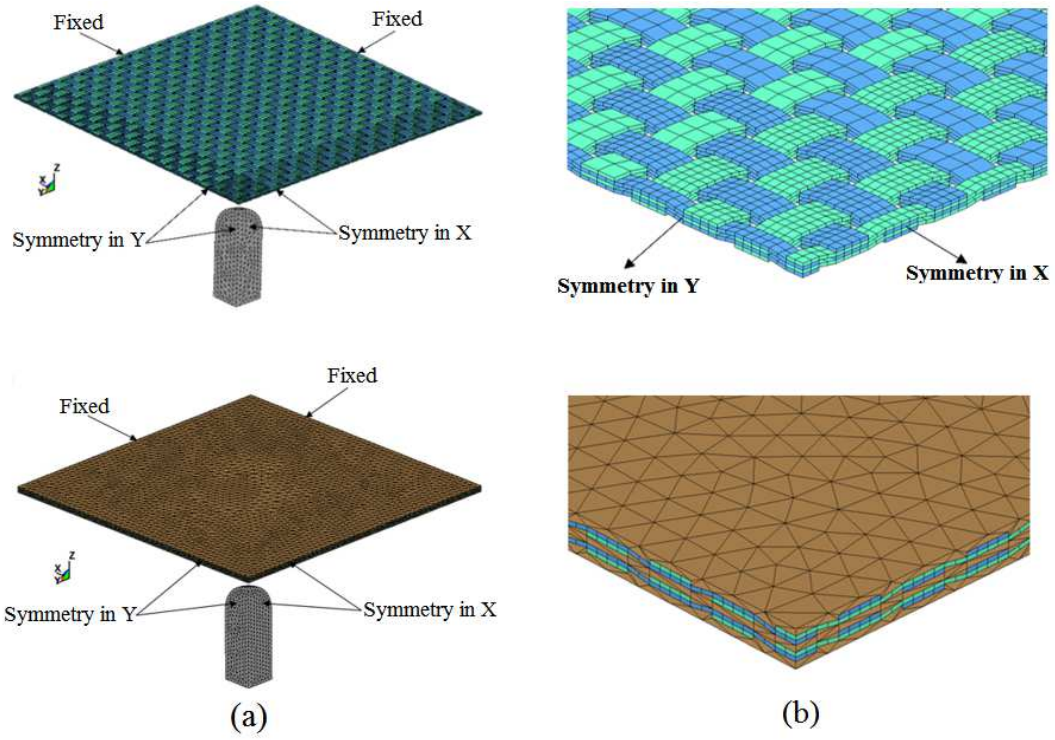 Fixed
Fixed
Z
X
Y
Symmetry in Y
Symmetry in X
Symmetry in Y
Symmetry in X
Fixed
Fixed
Z
X
Y
Symmetry in Y
Symmetry in X
(a)
(b)